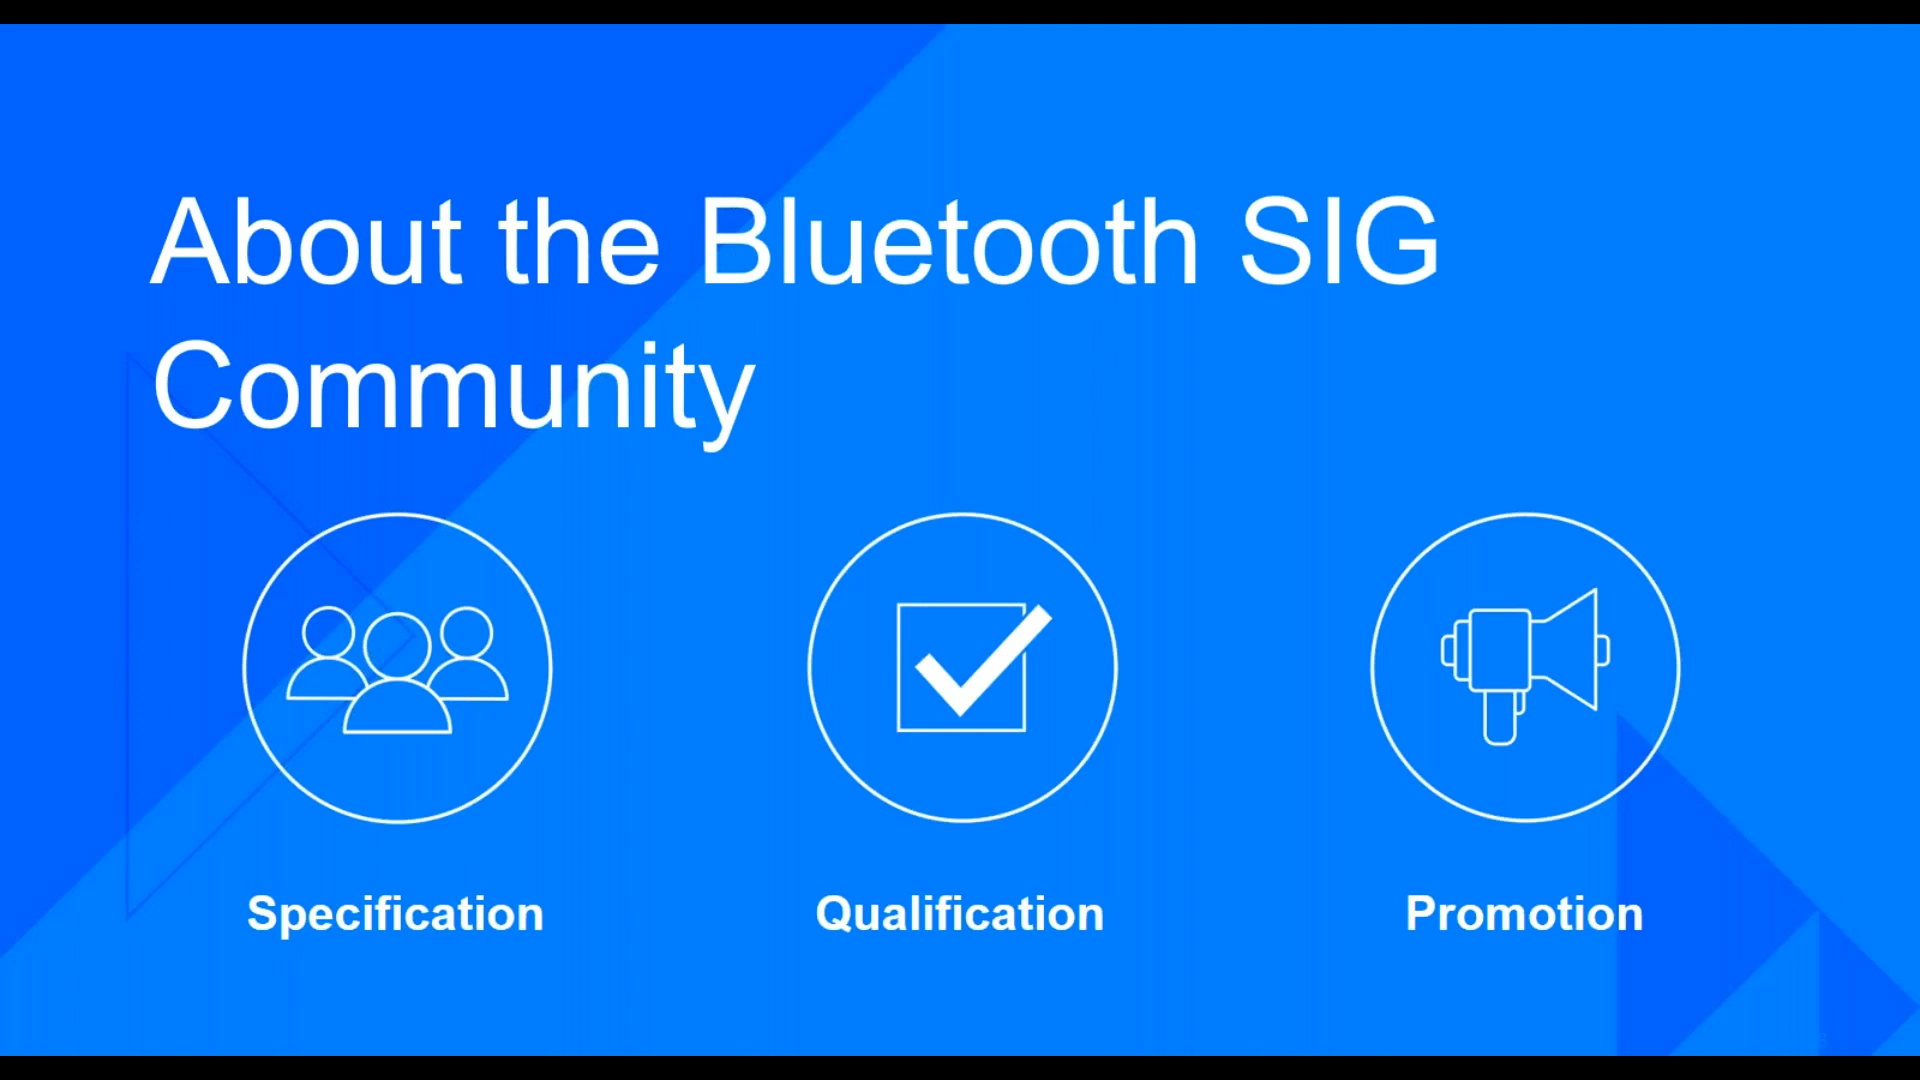 About the Bluetooth SIG
Community
Specification
Qualification
Promotion